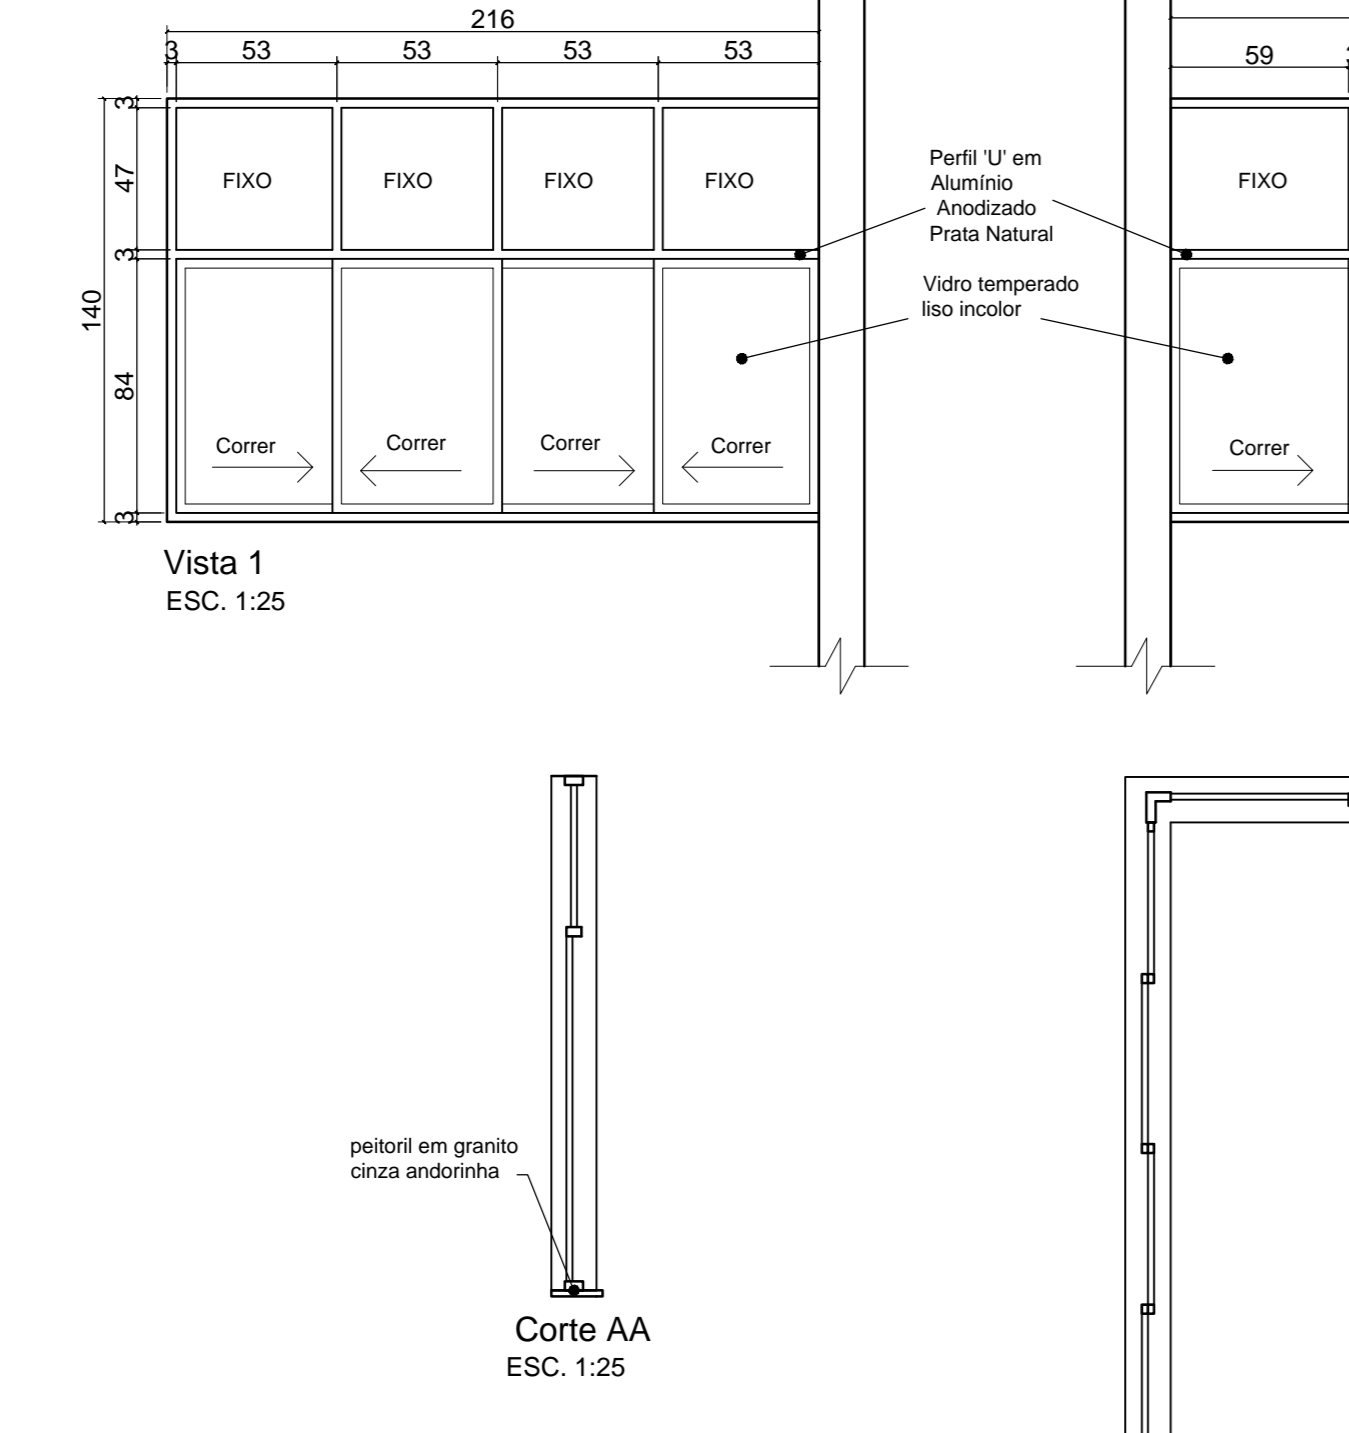 216
3 53 53 53 53
59
3
47
3
140
84
3
FIXO FIXO FIXO FIXO
FIXO
Perfil 'U' em
Alumínio
Anodizado
Prata Natural
Vidro temperado
liso incolor
Correr Correr Correr Correr
Correr
Vista 1
ESC. 1:25
peitoril em granito
cinza andorinha
Corte AA
ESC. 1:25